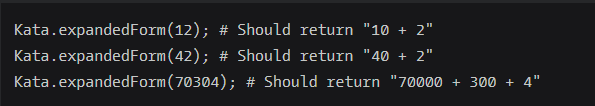 Kata.expandedForm(12); # Should return "10 + 2"
Kata.expandedForm(42); # Should return "40 + 2"
Kata.expandedForm(70304); # Should return "70000 + 300 + 4"